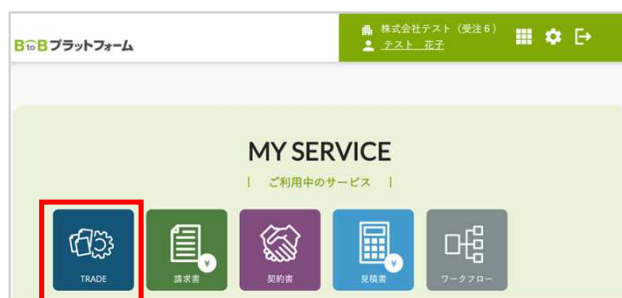 株式会社テスト（受注6）
BtoBプラットフォーム
テスト 花子
MY SERVICE
| ご利用中のサービス |
TRADE
請求書
¥
契約書
見積書
¥
ワークフロー